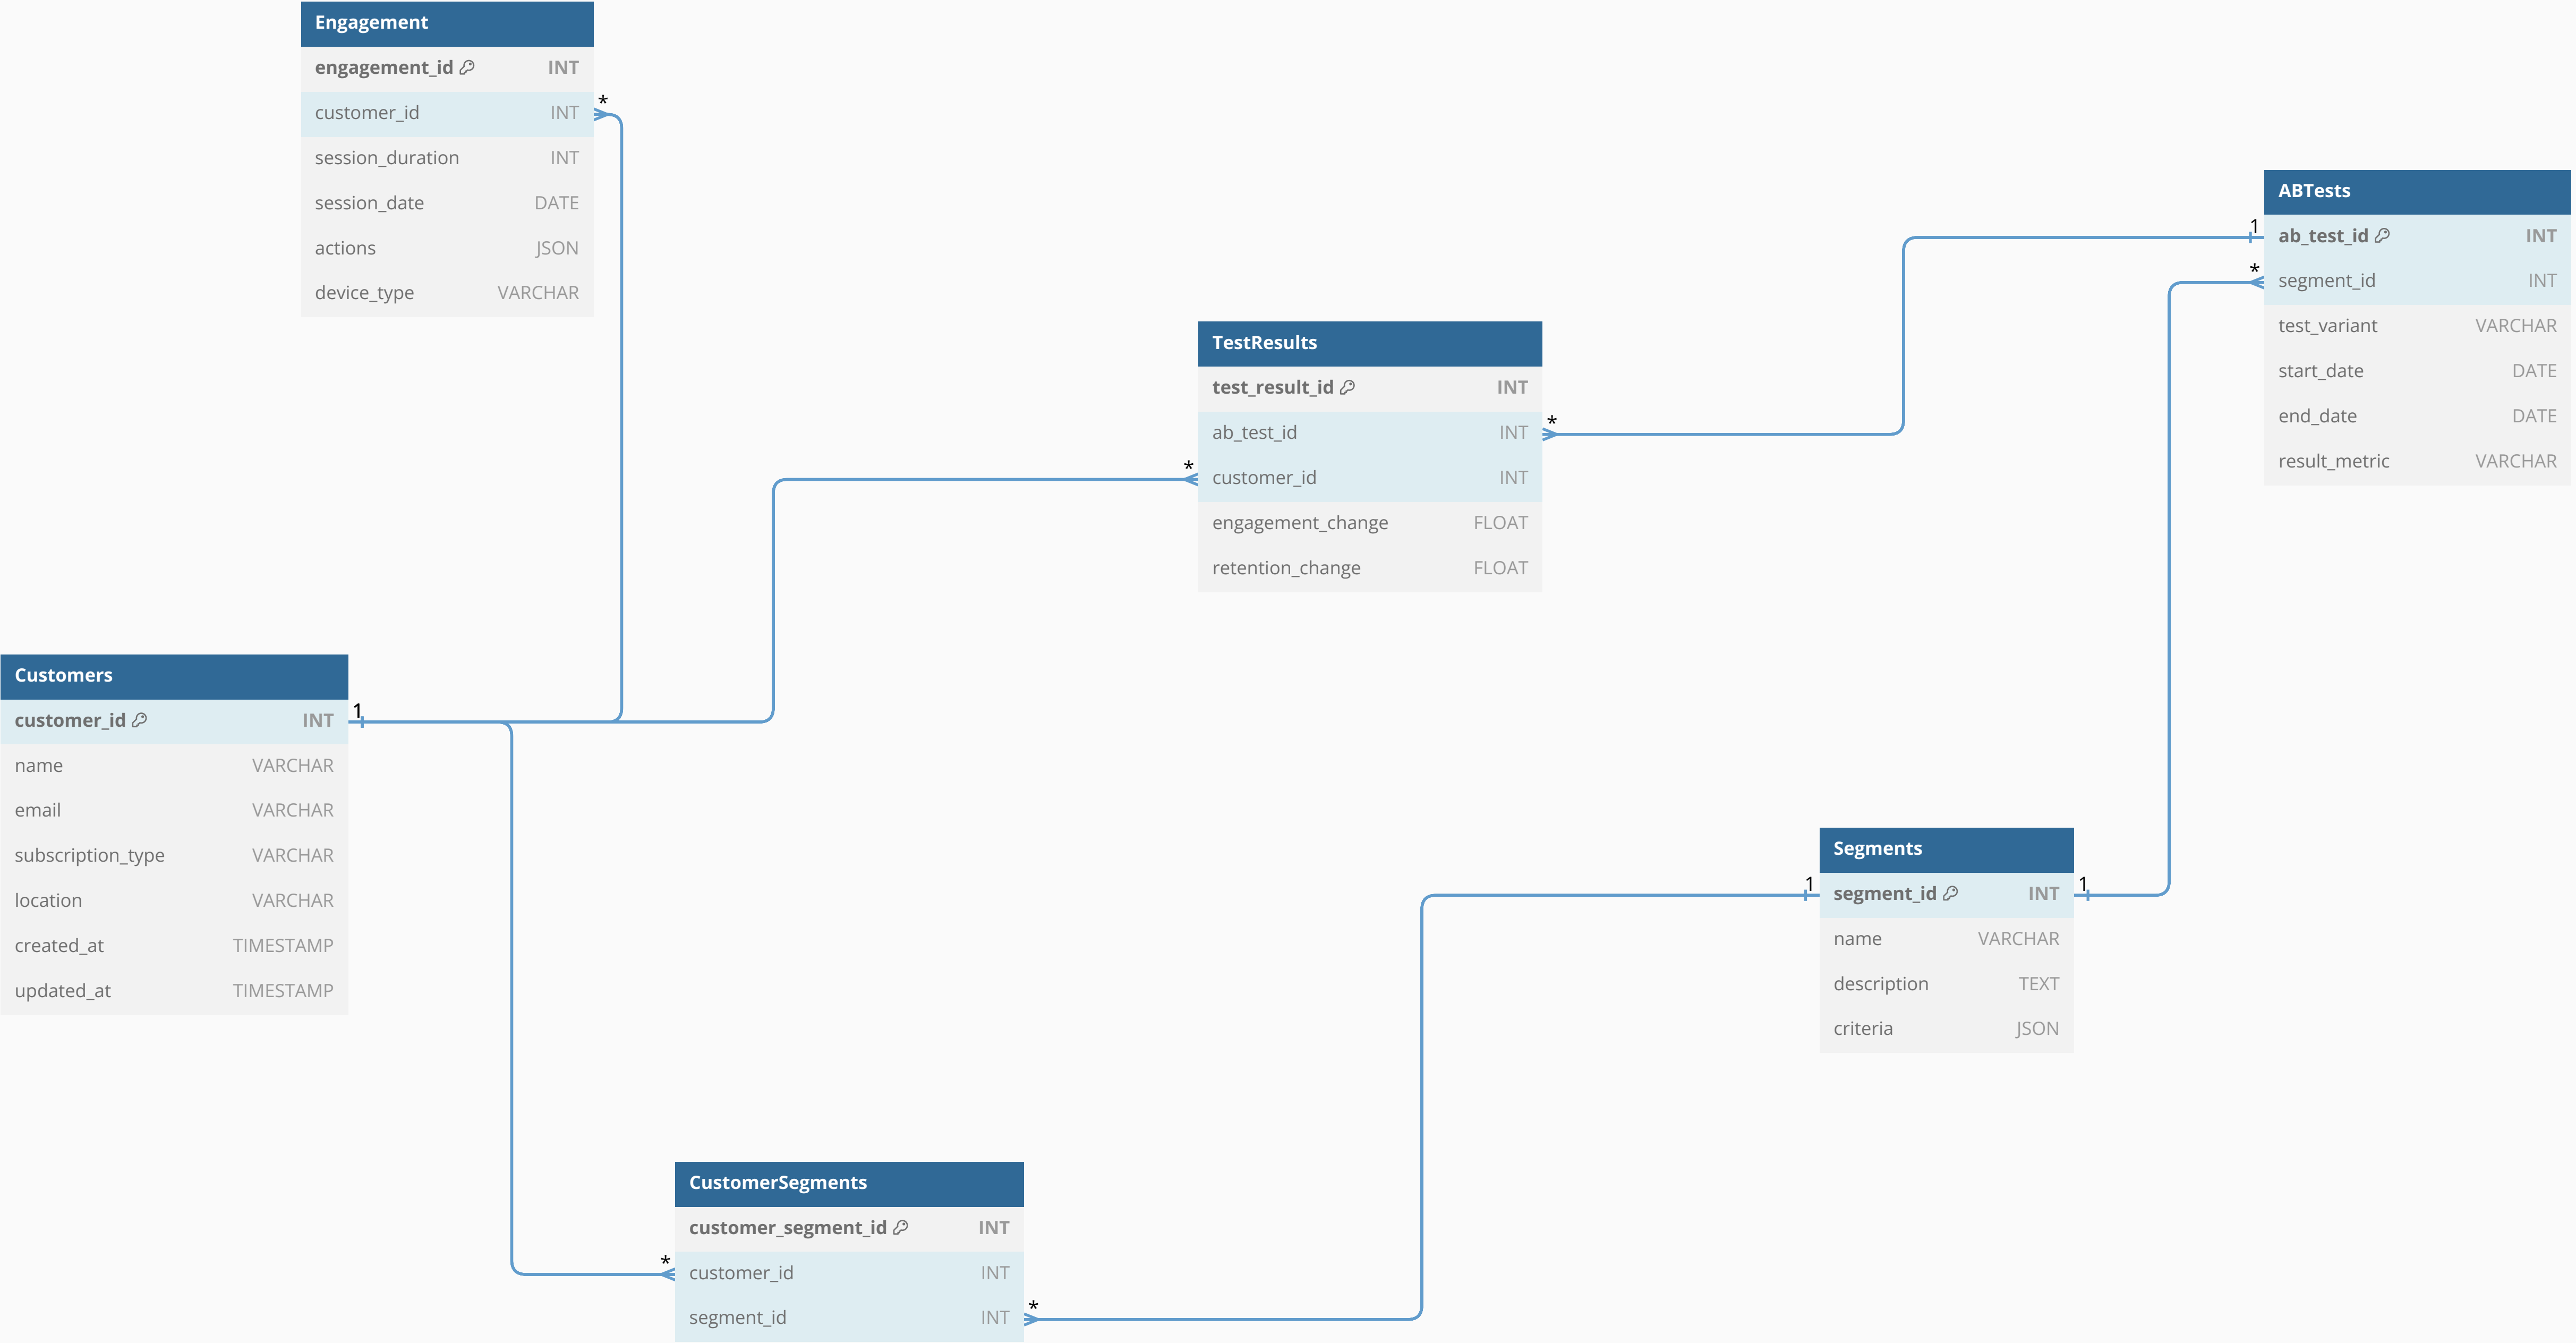 Engagement
engagement_id INT
customer_id INT
session_duration INT
session_date DATE
actions JSON
device_type VARCHAR
*
ABTests
ab_test_id INT
segment_id INT
test_variant VARCHAR
start_date DATE
end_date DATE
result_metric VARCHAR
1
*
TestResults
test_result_id INT
ab_test_id INT
customer_id INT
engagement_change FLOAT
retention_change FLOAT
*
*
Customers
customer_id INT
name VARCHAR
email VARCHAR
subscription_type VARCHAR
location VARCHAR
created_at TIMESTAMP
updated_at TIMESTAMP
1
Segments
segment_id INT
name VARCHAR
description TEXT
criteria JSON
1
1
CustomerSegments
customer_segment_id INT
customer_id INT
segment_id INT
*
*